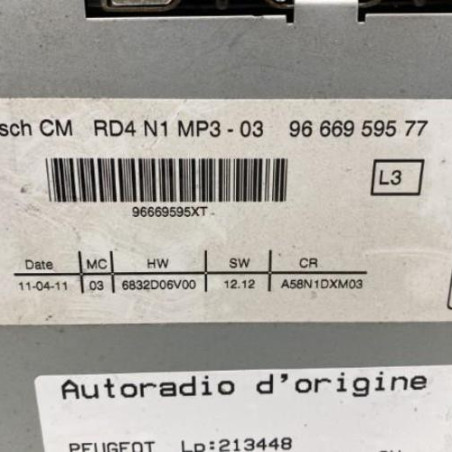 sch CM RD4 N1 MP3 - 03 96 669 595 77
L3
96669595XT
Date MC HW SW CR
11-04-11 03 6832D06V00 12.12 A58N1DXM03
Autoradio d'origine
PEUGEOT Lp:213448